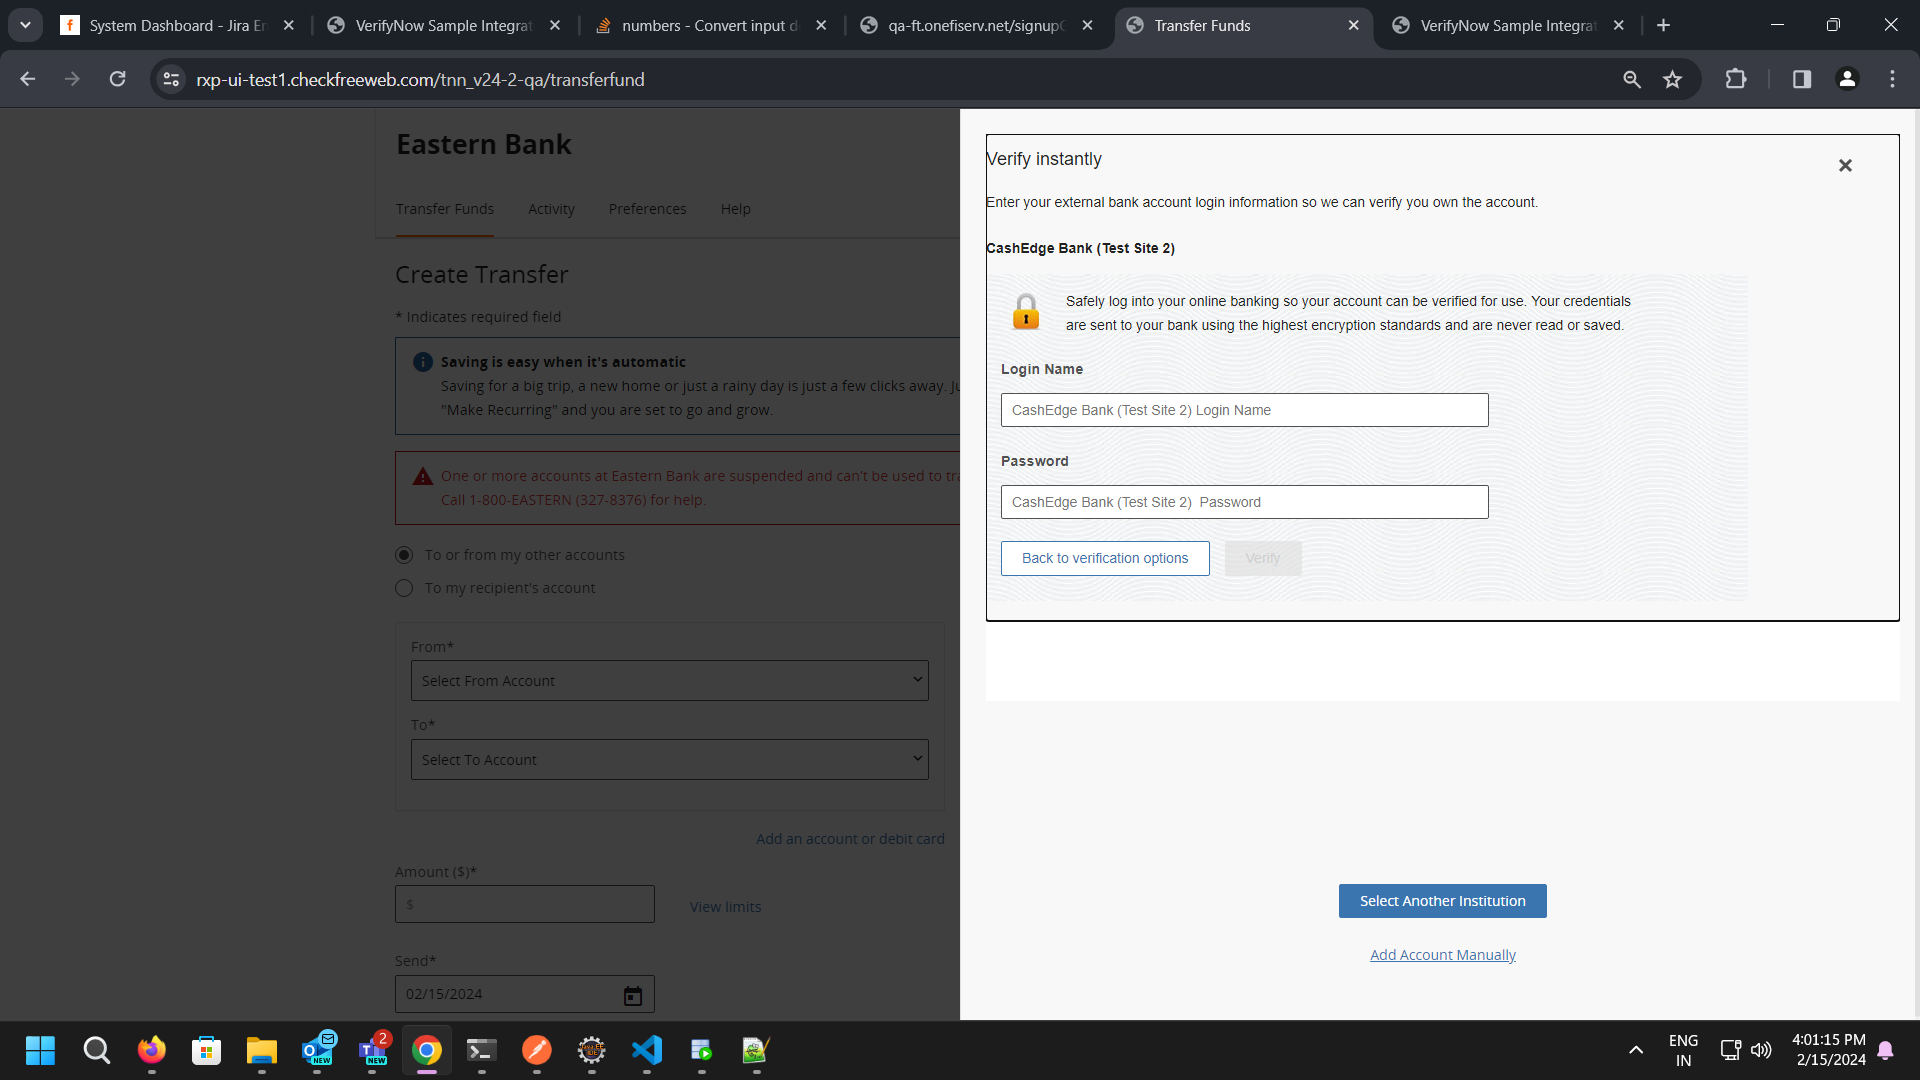 System Dashboard - Jira En
VerifyNow Sample Integrat
numbers - Convert input d
qa-ft.onefiserv.net/signupC
Transfer Funds
VerifyNow Sample Integrat
rxp-ui-test1.checkfreeweb.com/tnn_v24-2-qa/transferfund
Eastern Bank
Transfer Funds
Activity
Preferences
Help
Create Transfer
* Indicates required field
Saving is easy when it's automatic
Saving for a big trip, a new home or just a rainy day is just a few clicks away. Ju
"Make Recurring" and you are set to go and grow.
One or more accounts at Eastern Bank are suspended and can't be used to tra
Call 1-800-EASTERN (327-8376) for help.
To or from my other accounts
To my recipient's account
From*
Select From Account
To*
Select To Account
Add an account or debit card
Amount ($)*
$
View limits
Send*
02/15/2024
Verify instantly
Enter your external bank account login information so we can verify you own the account.
CashEdge Bank (Test Site 2)
Safely log into your online banking so your account can be verified for use. Your credentials
are sent to your bank using the highest encryption standards and are never read or saved.
Login Name
CashEdge Bank (Test Site 2) Login Name
Password
CashEdge Bank (Test Site 2)  Password
Back to verification options
Verify
Select Another Institution
Add Account Manually
NEW
2
NEW
ENG
IN
4:01:15 PM
2/15/2024